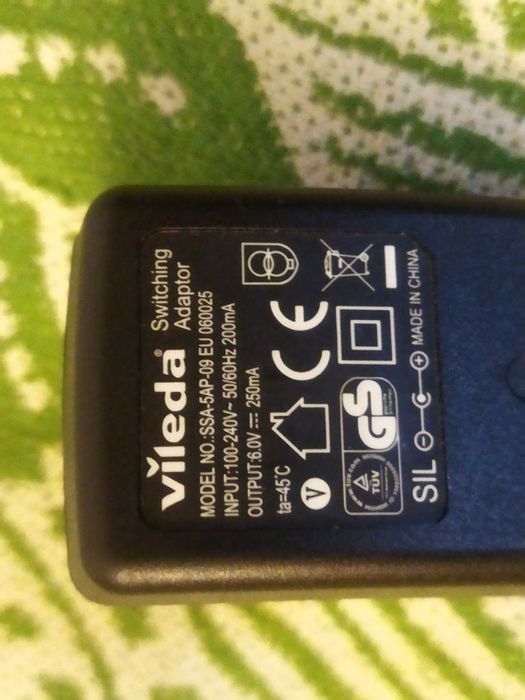 vileda® Switching Adaptor
MODEL NO.:SSA-5AP-09 EU 060025
INPUT:100-240V~ 50/60Hz 200mA
OUTPUT:6.0V⎓ 250mA
ta=45°C
V
CE
TÜV
GS
SIL
MADE IN CHINA